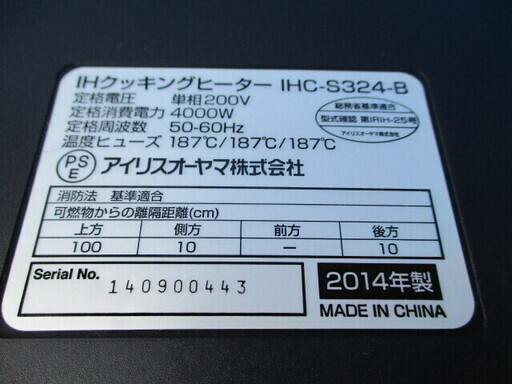 IHクッキングヒーター IHC-S324-B
定格電圧 単相200V
定格消費電力 4000W
定格周波数 50-60Hz
温度ヒューズ 187℃/187℃/187℃
総務省基準適合
型式確認 第IRIH-25号
アイリスオーヤマ株式会社
PSE アイリスオーヤマ株式会社
消防法 基準適合
可燃物からの離隔距離(cm)
上方 側方 前方 後方
100 10 ー 10
Serial No. 140900443
2014年製
MADE IN CHINA